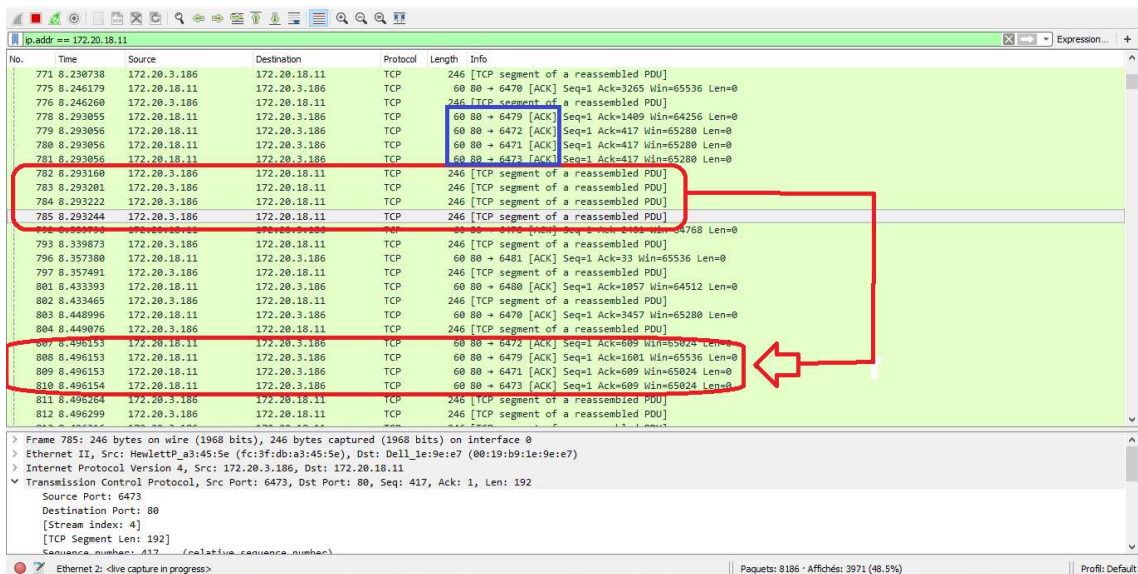 ip.addr == 172.20.18.11 Expression... +
No. Time Source Destination Protocol Length Info
771 8.230738 172.20.3.186 172.20.18.11 TCP 246 [TCP segment of a reassembled PDU]
775 8.246179 172.20.18.11 172.20.3.186 TCP 60 80 → 6470 [ACK] Seq=1 Ack=3265 Win=65536 Len=0
776 8.246260 172.20.3.186 172.20.18.11 TCP 246 [TCP segment of a reassembled PDU]
778 8.293055 172.20.18.11 172.20.3.186 TCP 60 80 → 6479 [ACK] Seq=1 Ack=1409 Win=64256 Len=0
779 8.293056 172.20.18.11 172.20.3.186 TCP 60 80 → 6472 [ACK] Seq=1 Ack=417 Win=65280 Len=0
780 8.293056 172.20.18.11 172.20.3.186 TCP 60 80 → 6471 [ACK] Seq=1 Ack=417 Win=65280 Len=0
781 8.293056 172.20.18.11 172.20.3.186 TCP 60 80 → 6473 [ACK] Seq=1 Ack=417 Win=65280 Len=0
782 8.293160 172.20.3.186 172.20.18.11 TCP 246 [TCP segment of a reassembled PDU]
783 8.293201 172.20.3.186 172.20.18.11 TCP 246 [TCP segment of a reassembled PDU]
784 8.293222 172.20.3.186 172.20.18.11 TCP 246 [TCP segment of a reassembled PDU]
785 8.293244 172.20.3.186 172.20.18.11 TCP 246 [TCP segment of a reassembled PDU]
TCP Len=0
793 8.339873 172.20.3.186 172.20.18.11 TCP 246 [TCP segment of a reassembled PDU]
796 8.357380 172.20.18.11 172.20.3.186 TCP 60 80 → 6481 [ACK] Seq=1 Ack=33 Win=65536 Len=0
797 8.357491 172.20.3.186 172.20.18.11 TCP 246 [TCP segment of a reassembled PDU]
801 8.433393 172.20.18.11 172.20.3.186 TCP 60 80 → 6480 [ACK] Seq=1 Ack=1057 Win=64512 Len=0
802 8.433465 172.20.3.186 172.20.18.11 TCP 246 [TCP segment of a reassembled PDU]
803 8.448996 172.20.18.11 172.20.3.186 TCP 60 80 → 6470 [ACK] Seq=1 Ack=3457 Win=65280 Len=0
804 8.449076 172.20.3.186 172.20.18.11 TCP 246 [TCP segment of a reassembled PDU]
807 8.496153 172.20.18.11 172.20.3.186 TCP 60 80 → 6472 [ACK] Seq=1 Ack=609 Win=65024 Len=0
808 8.496153 172.20.18.11 172.20.3.186 TCP 60 80 → 6479 [ACK] Seq=1 Ack=1601 Win=65536 Len=0
809 8.496153 172.20.18.11 172.20.3.186 TCP 60 80 → 6471 [ACK] Seq=1 Ack=609 Win=65024 Len=0
810 8.496154 172.20.18.11 172.20.3.186 TCP 60 80 → 6473 [ACK] Seq=1 Ack=609 Win=65024 Len=0
811 8.496264 172.20.3.186 172.20.18.11 TCP 246 [TCP segment of a reassembled PDU]
812 8.496299 172.20.3.186 172.20.18.11 TCP 246 [TCP segment of a reassembled PDU]
> Frame 785: 246 bytes on wire (1968 bits), 246 bytes captured (1968 bits) on interface 0
> Ethernet II, Src: HewlettP_a3:45:5e (fc:3f:db:a3:45:5e), Dst: Dell_1e:9e:e7 (00:19:b9:1e:9e:e7)
> Internet Protocol Version 4, Src: 172.20.3.186, Dst: 172.20.18.11
Transmission Control Protocol, Src Port: 6473, Dst Port: 80, Seq: 417, Ack: 1, Len: 192
Source Port: 6473
Destination Port: 80
[Stream index: 4]
[TCP Segment Len: 192]
Sequence number: 417 (relative sequence number)
Ethernet 2: <live capture in progress> Paquets: 8186 · Affichés: 3971 (48.5%) Profil: Default